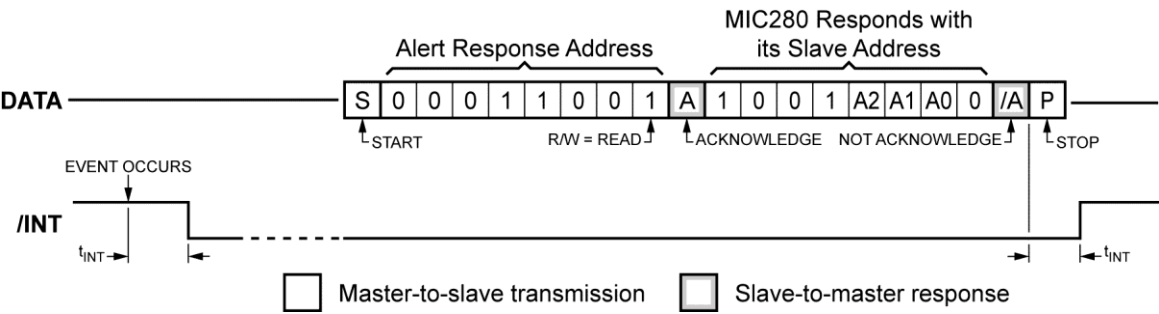 MIC280 Responds with
its Slave Address
Alert Response Address
DATA S 0 0 0 1 1 0 0 1 A 1 0 0 1 A2 A1 A0 0 /A P
START R/W = READ ACKNOWLEDGE NOT ACKNOWLEDGE STOP
EVENT OCCURS
/INT
tINT tINT
Master-to-slave transmission Slave-to-master response